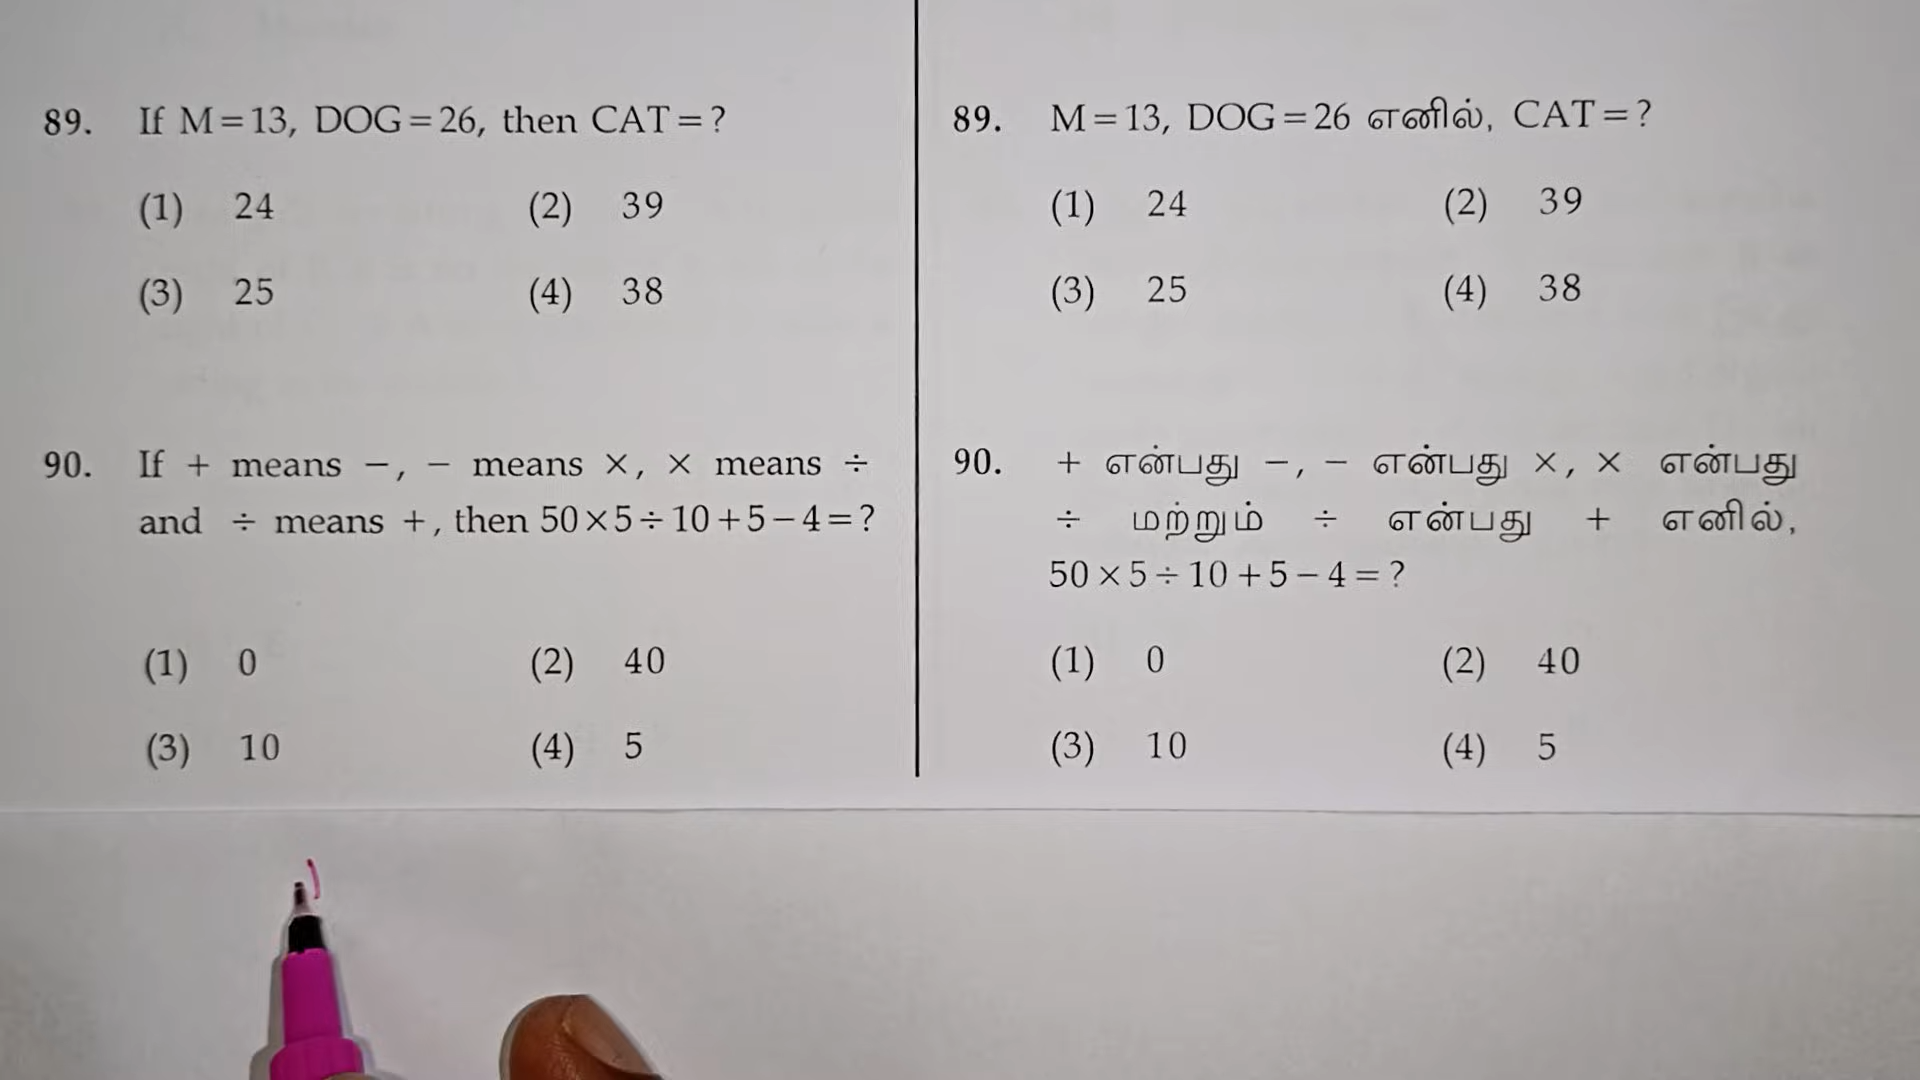 89. If M=13, DOG=26, then CAT=?
(1) 24 (2) 39
(3) 25 (4) 38
90. If + means −, − means ×, × means ÷
and ÷ means +, then 50×5÷10+5−4=?
(1) 0 (2) 40
(3) 10 (4) 5
89. M=13, DOG=26 எனில், CAT=?
(1) 24 (2) 39
(3) 25 (4) 38
90. + என்பது −, − என்பது ×, × என்பது
÷ மற்றும் ÷ என்பது + எனில்,
50×5÷10+5−4=?
(1) 0 (2) 40
(3) 10 (4) 5